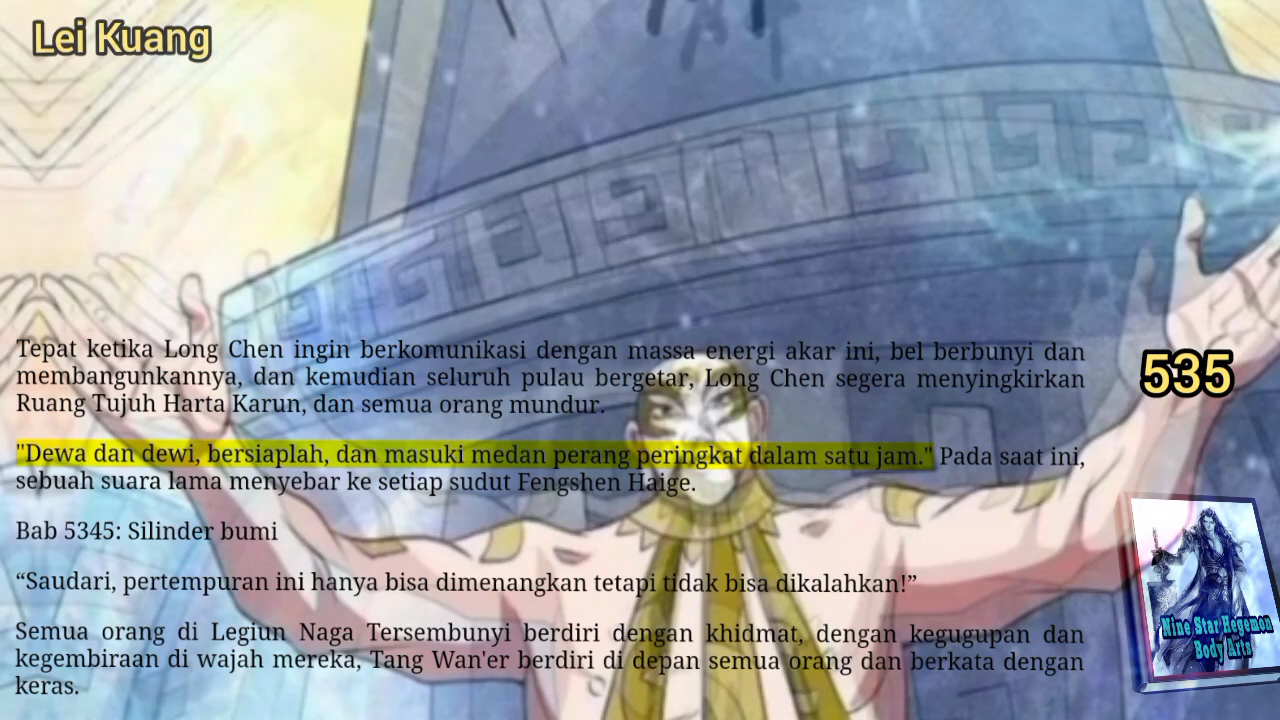 Lei Kuang
Tepat ketika Long Chen ingin berkomunikasi dengan massa energi akar ini, bel berbunyi dan
membangunkannya, dan kemudian seluruh pulau bergetar, Long Chen segera menyingkirkan
Ruang Tujuh Harta Karun, dan semua orang mundur.
535
"Dewa dan dewi, bersiaplah, dan masuki medan perang peringkat dalam satu jam." Pada saat ini,
sebuah suara lama menyebar ke setiap sudut Fengshen Haige.
Bab 5345: Silinder bumi
“Saudari, pertempuran ini hanya bisa dimenangkan tetapi tidak bisa dikalahkan!”
Semua orang di Legiun Naga Tersembunyi berdiri dengan khidmat, dengan kegugupan dan
kegembiraan di wajah mereka, Tang Wan'er berdiri di depan semua orang dan berkata dengan
keras.
Nine Star Hegemon
Body Arts